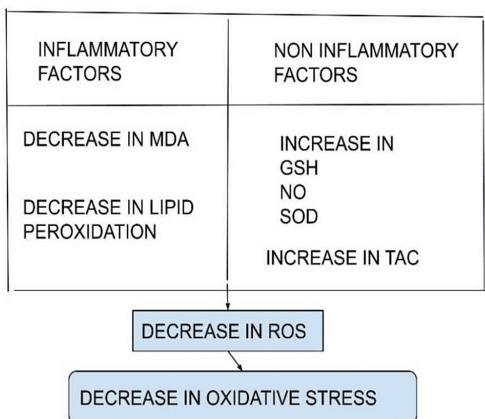 INFLAMMATORY
FACTORS
NON INFLAMMATORY
FACTORS
DECREASE IN MDA
DECREASE IN LIPID
PEROXIDATION
INCREASE IN
GSH
NO
SOD
INCREASE IN TAC
DECREASE IN ROS
DECREASE IN OXIDATIVE STRESS